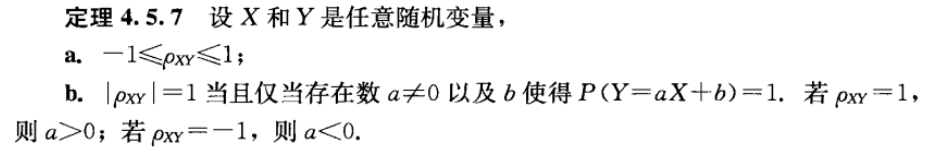 定理 4.5.7 设 X 和 Y 是任意随机变量,
a. −1≤ρXY≤1;
b. |ρXY|=1 当且仅当存在数 a≠0 以及 b 使得 P(Y=aX+b)=1. 若 ρXY=1,
则 a>0; 若 ρXY=−1, 则 a<0.